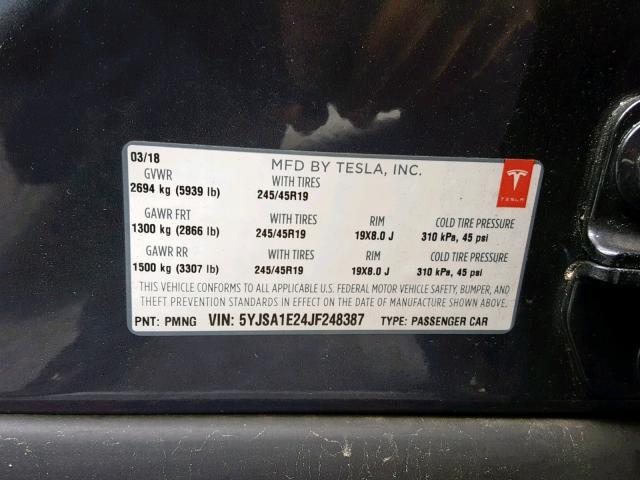 03/18 MFD BY TESLA, INC.
GVWR WITH TIRES
2694 kg (5939 lb) 245/45R19
TESLA
GAWR FRT WITH TIRES RIM COLD TIRE PRESSURE
1300 kg (2866 lb) 245/45R19 19X8.0 J 310 kPa, 45 psi
GAWR RR WITH TIRES RIM COLD TIRE PRESSURE
1500 kg (3307 lb) 245/45R19 19X8.0 J 310 kPa, 45 psi
THIS VEHICLE CONFORMS TO ALL APPLICABLE U.S. FEDERAL MOTOR VEHICLE SAFETY, BUMPER, AND
THEFT PREVENTION STANDARDS IN EFFECT ON THE DATE OF MANUFACTURE SHOWN ABOVE.
PNT: PMNG VIN: 5YJSA1E24JF248387 TYPE: PASSENGER CAR